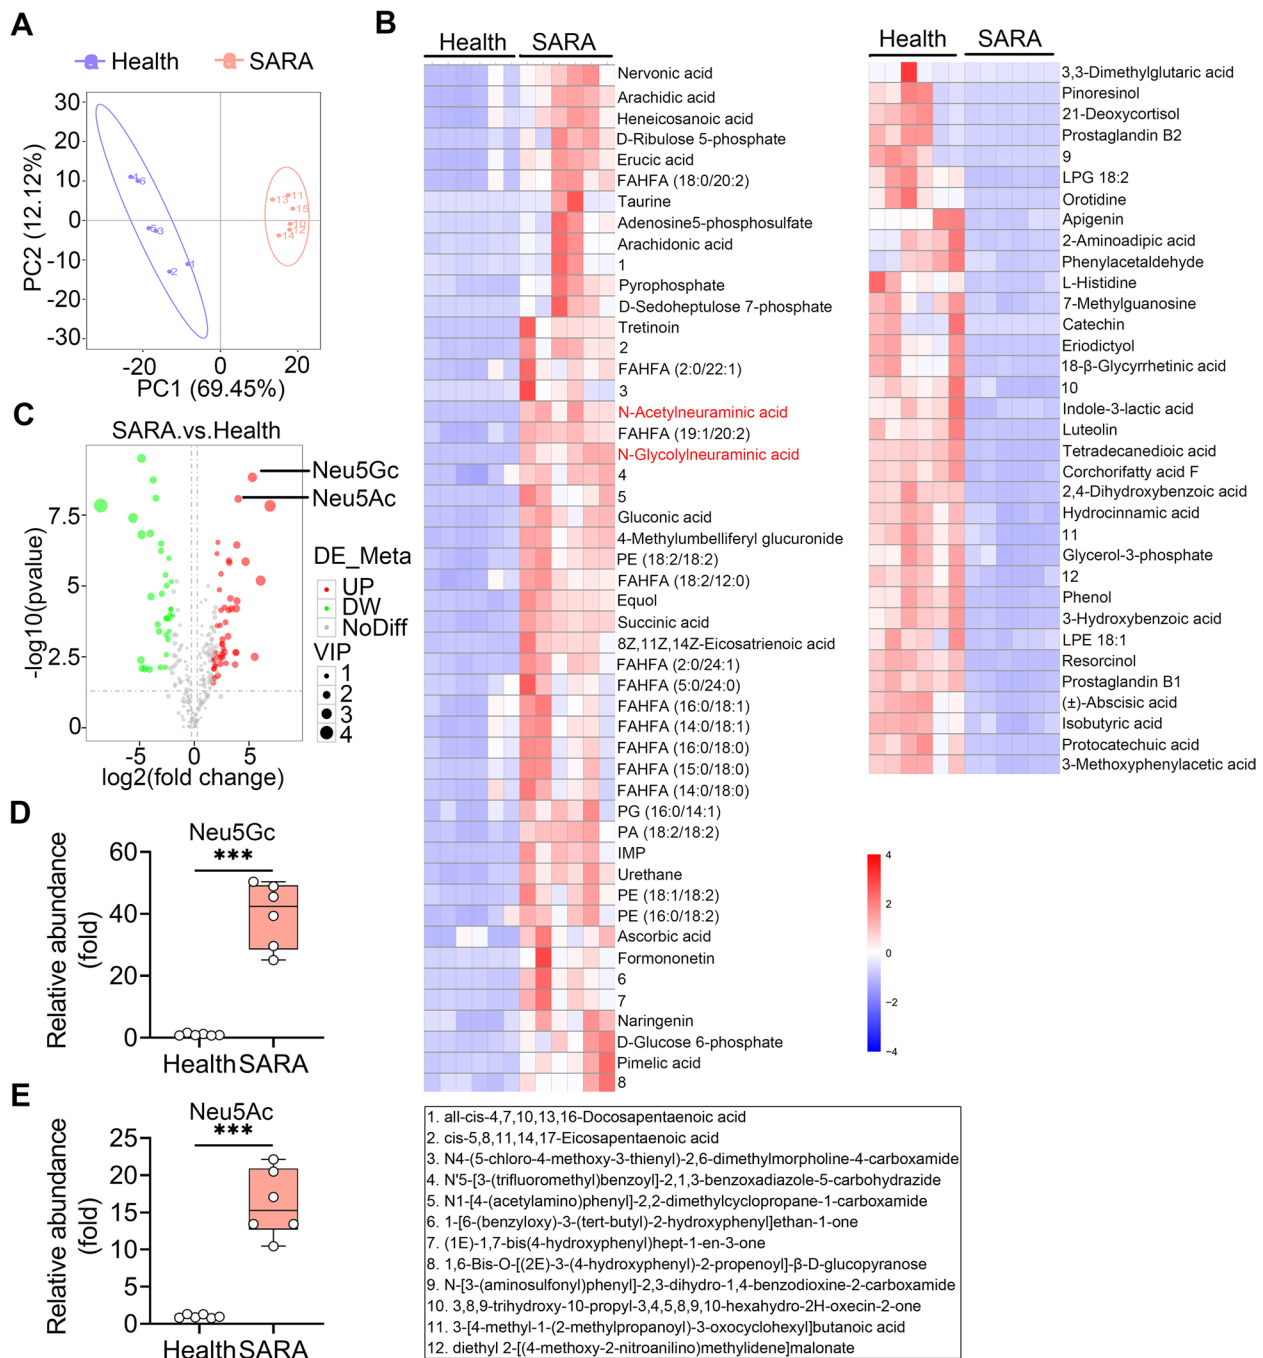 A
Health
SARA
30
20
10
0
-10
-20
-30
PC2 (12.12%)
4
6
5
3
1
2
13
11
15
10
12
14
-20
0
20
PC1 (69.45%)
B
Health
SARA
Nervonic acid
Arachidic acid
Heneicosanoic acid
D-Ribulose 5-phosphate
Erucic acid
FAHFA (18:0/20:2)
Taurine
Adenosine5-phosphosulfate
Arachidonic acid
1
Pyrophosphate
D-Sedoheptulose 7-phosphate
Tretinoin
2
FAHFA (2:0/22:1)
3
N-Acetylneuraminic acid
FAHFA (19:1/20:2)
N-Glycolylneuraminic acid
4
5
Gluconic acid
4-Methylumbelliferyl glucuronide
PE (18:2/18:2)
FAHFA (18:2/12:0)
Equol
Succinic acid
8Z,11Z,14Z-Eicosatrienoic acid
FAHFA (2:0/24:1)
FAHFA (5:0/24:0)
FAHFA (16:0/18:1)
FAHFA (14:0/18:1)
FAHFA (16:0/18:0)
FAHFA (15:0/18:0)
FAHFA (14:0/18:0)
PG (16:0/14:1)
PA (18:2/18:2)
IMP
Urethane
PE (18:1/18:2)
PE (16:0/18:2)
Ascorbic acid
Formononetin
6
7
Naringenin
D-Glucose 6-phosphate
Pimelic acid
8
Health
SARA
3,3-Dimethylglutaric acid
Pinoresinol
21-Deoxycortisol
Prostaglandin B2
9
LPG 18:2
Orotidine
Apigenin
2-Aminoadipic acid
Phenylacetaldehyde
L-Histidine
7-Methylguanosine
Catechin
Eriodictyol
18-β-Glycyrrhetinic acid
10
Indole-3-lactic acid
Luteolin
Tetradecanedioic acid
Corchorifatty acid F
2,4-Dihydroxybenzoic acid
Hydrocinnamic acid
11
Glycerol-3-phosphate
12
Phenol
3-Hydroxybenzoic acid
LPE 18:1
Resorcinol
Prostaglandin B1
(±)-Abscisic acid
Isobutyric acid
Protocatechuic acid
3-Methoxyphenylacetic acid
4
2
0
−2
−4
1. all-cis-4,7,10,13,16-Docosapentaenoic acid
2. cis-5,8,11,14,17-Eicosapentaenoic acid
3. N4-(5-chloro-4-methoxy-3-thienyl)-2,6-dimethylmorpholine-4-carboxamide
4. N'5-[3-(trifluoromethyl)benzoyl]-2,1,3-benzoxadiazole-5-carbohydrazide
5. N1-[4-(acetylamino)phenyl]-2,2-dimethylcyclopropane-1-carboxamide
6. 1-[6-(benzyloxy)-3-(tert-butyl)-2-hydroxyphenyl]ethan-1-one
7. (1E)-1,7-bis(4-hydroxyphenyl)hept-1-en-3-one
8. 1,6-Bis-O-[(2E)-3-(4-hydroxyphenyl)-2-propenoyl]-β-D-glucopyranose
9. N-[3-(aminosulfonyl)phenyl]-2,3-dihydro-1,4-benzodioxine-2-carboxamide
10. 3,8,9-trihydroxy-10-propyl-3,4,5,8,9,10-hexahydro-2H-oxecin-2-one
11. 3-[4-methyl-1-(2-methylpropanoyl)-3-oxocyclohexyl]butanoic acid
12. diethyl 2-[(4-methoxy-2-nitroanilino)methylidene]malonate
C
SARA.vs.Health
Neu5Gc
Neu5Ac
7.5
5
2.5
0
-log10(pvalue)
-5
0
5
log2(fold change)
DE_Meta
UP
DW
NoDiff
VIP
1
2
3
4
D
Neu5Gc
***
60
40
20
0
Relative abundance
(fold)
Health SARA
E
Neu5Ac
***
25
20
15
10
5
0
Relative abundance
(fold)
Health SARA